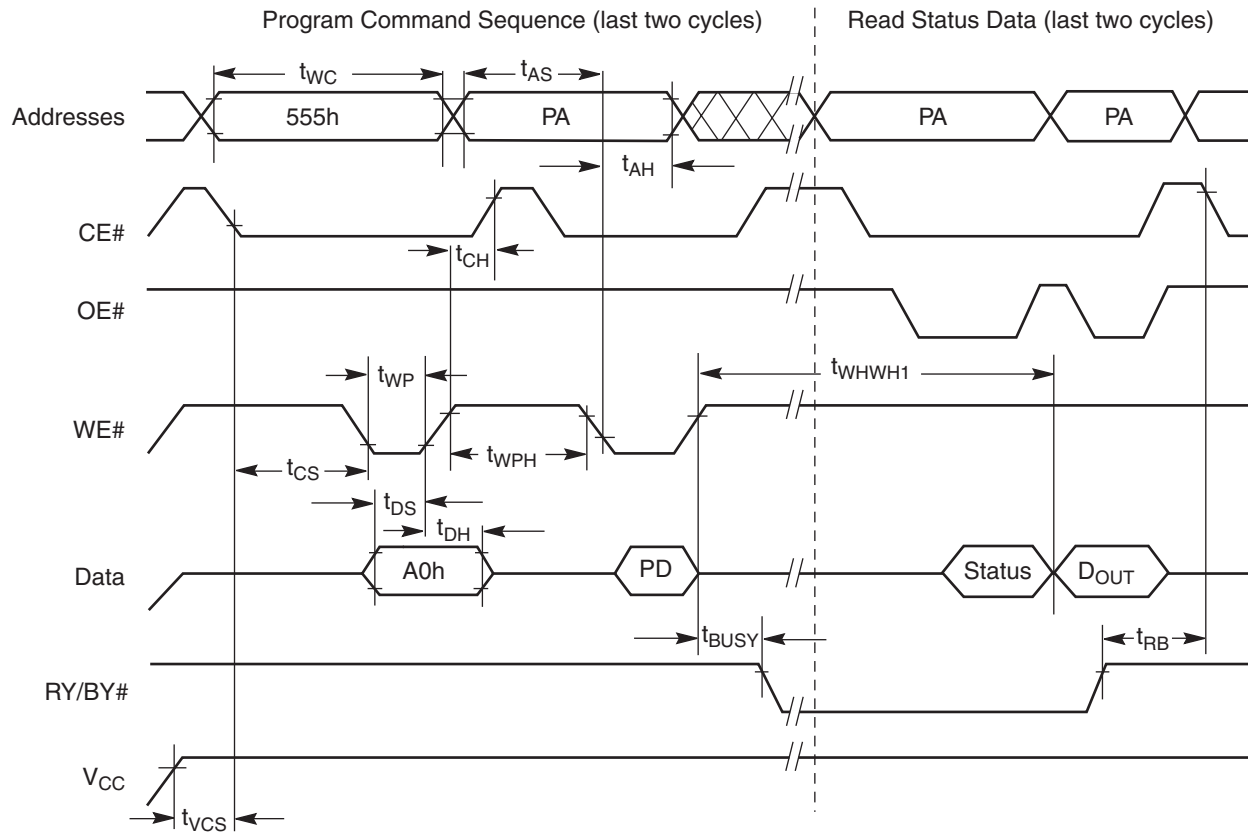 Program Command Sequence (last two cycles)
Read Status Data (last two cycles)
tWC
tAS
Addresses
555h
PA
PA
PA
tAH
CE#
tCH
OE#
tWP
tWHWH1
WE#
tCS
tWPH
tDS
tDH
Data
A0h
PD
Status
DOUT
tBUSY
tRB
RY/BY#
VCC
tVCS